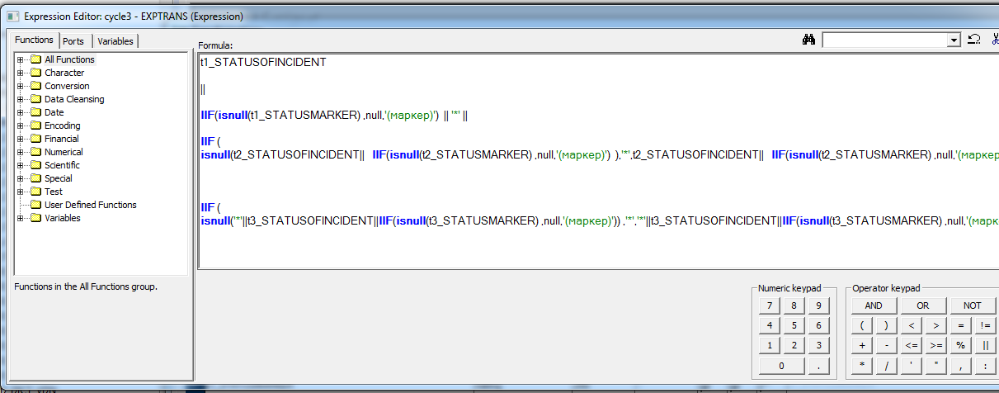 Expression Editor: cycle3 - EXPTRANS (Expression)
Functions Ports Variables
Formula:
All Functions
Character
Conversion
Data Cleansing
Date
Encoding
Financial
Numerical
Scientific
Special
Test
User Defined Functions
Variables
Functions in the All Functions group.
t1_STATUSOFINCIDENT
||
IIF(isnull(t1_STATUSMARKER) ,null,'(маркер)') || '*' ||
IIF (
isnull(t2_STATUSOFINCIDENT|| IIF(isnull(t2_STATUSMARKER) ,null,'(маркер)') ),'*',t2_STATUSOFINCIDENT|| IIF(isnull(t2_STATUSMARKER) ,null,'(маркер
IIF (
isnull('*'||t3_STATUSOFINCIDENT||IIF(isnull(t3_STATUSMARKER) ,null,'(маркер)')) ,'*','*'||t3_STATUSOFINCIDENT||IIF(isnull(t3_STATUSMARKER) ,null,'(марке
Numeric keypad
7 8 9
4 5 6
1 2 3
0 .
Operator keypad
AND OR NOT
( ) < > = !=
+ - <= >= % ||
* / ' " , :